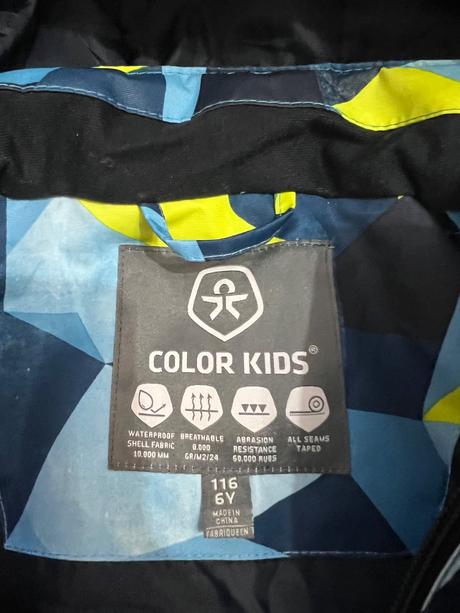 COLOR KIDS®
WATERPROOF
SHELL FABRIC
10.000 MM
BREATHABLE
8.000
GR/M2/24
ABRASION
RESISTANCE
50.000 RUBS
ALL SEAMS
TAPED
116
6Y
MADE IN
CHINA
FABRIQUE EN